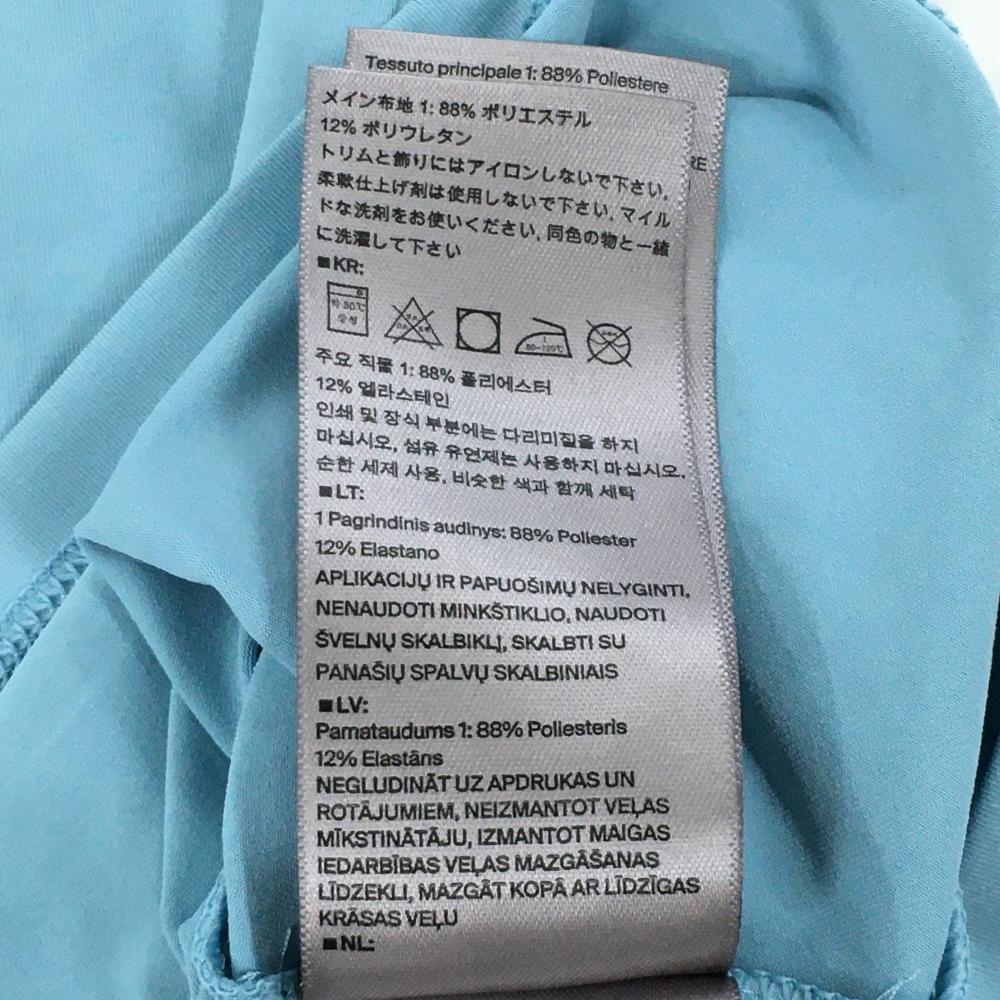 Tessuto principale 1: 88% Poliestere
RE
メイン布地 1: 88% ポリエステル
12% ポリウレタン
トリムと飾りにはアイロンしないで下さい,
柔軟仕上げ剤は使用しないで下さい, マイル
ドな洗剤をお使いください, 同色の物と一緒
に洗濯して下さい
■KR:
약 30℃
중성
80~120℃
주요 직물 1: 88% 폴리에스터
12% 엘라스테인
인쇄 및 장식 부분에는 다리미질을 하지
마십시오, 섬유 유연제는 사용하지 마십시오.
순한 세제 사용, 비슷한 색과 함께 세탁
■LT:
1 Pagrindinis audinys: 88% Poliester
12% Elastano
APLIKACIJŲ IR PAPUOŠIMŲ NELYGINTI,
NENAUDOTI MINKŠTIKLIO, NAUDOTI
ŠVELNŲ SKALBIKLĮ, SKALBTI SU
PANAŠIŲ SPALVŲ SKALBINIAIS
■LV:
Pamataudums 1: 88% Poliesteris
12% Elastāns
NEGLUDINĀT UZ APDRUKAS UN
ROTĀJUMIEM, NEIZMANTOT VEĻAS
MĪKSTINĀTĀJU, IZMANTOT MAIGAS
IEDARBĪBAS VEĻAS MAZGĀŠANAS
LĪDZEKLI, MAZGĀT KOPĀ AR LĪDZĪGAS
KRĀSAS VEĻU
■NL: